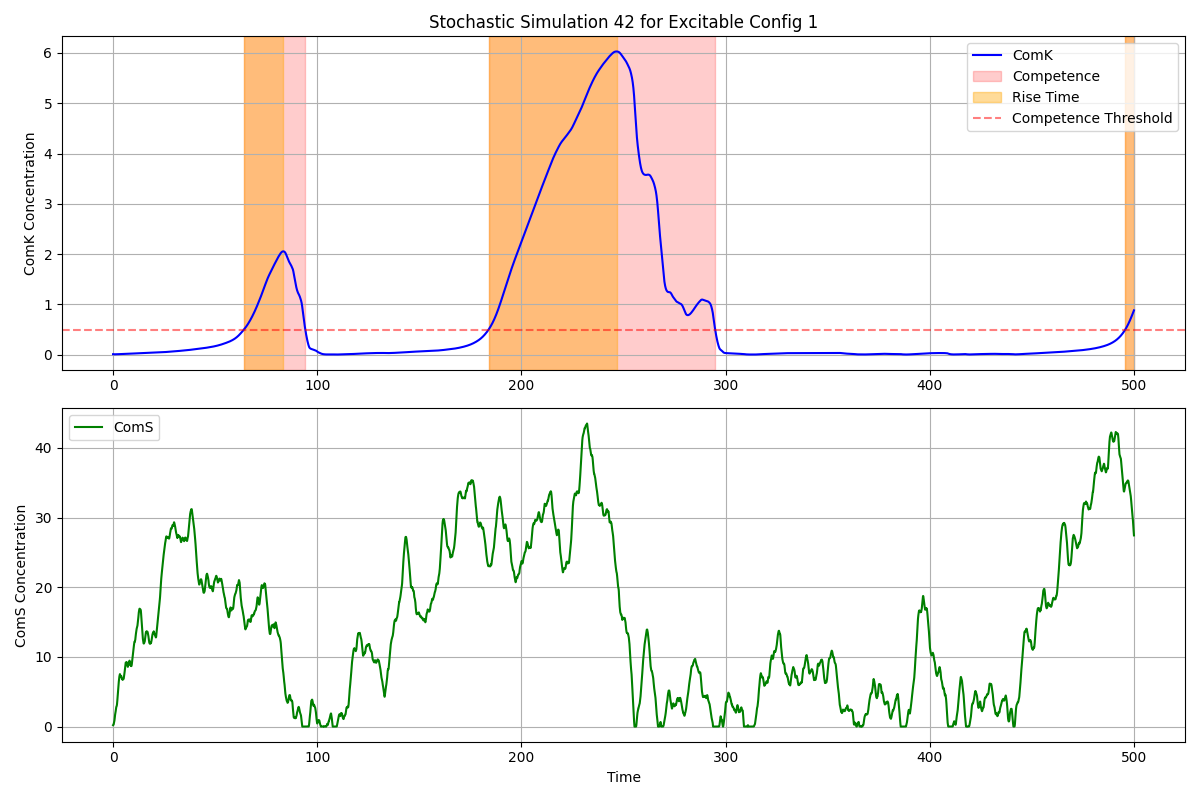 Stochastic Simulation 42 for Excitable Config 1
ComK Concentration
6
5
4
3
2
1
0
ComK
Competence
Rise Time
Competence Threshold
0 100 200 300 400 500
ComS Concentration
40
30
20
10
0
ComS
0 100 200 300 400 500
Time